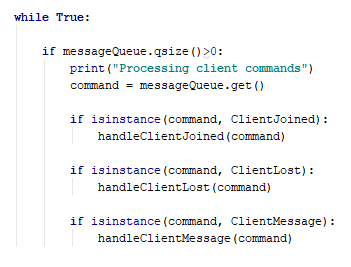 while True:
if messageQueue.qsize()>0:
print("Processing client commands")
command = messageQueue.get()
if isinstance(command, ClientJoined):
handleClientJoined(command)
if isinstance(command, ClientLost):
handleClientLost(command)
if isinstance(command, ClientMessage):
handleClientMessage(command)